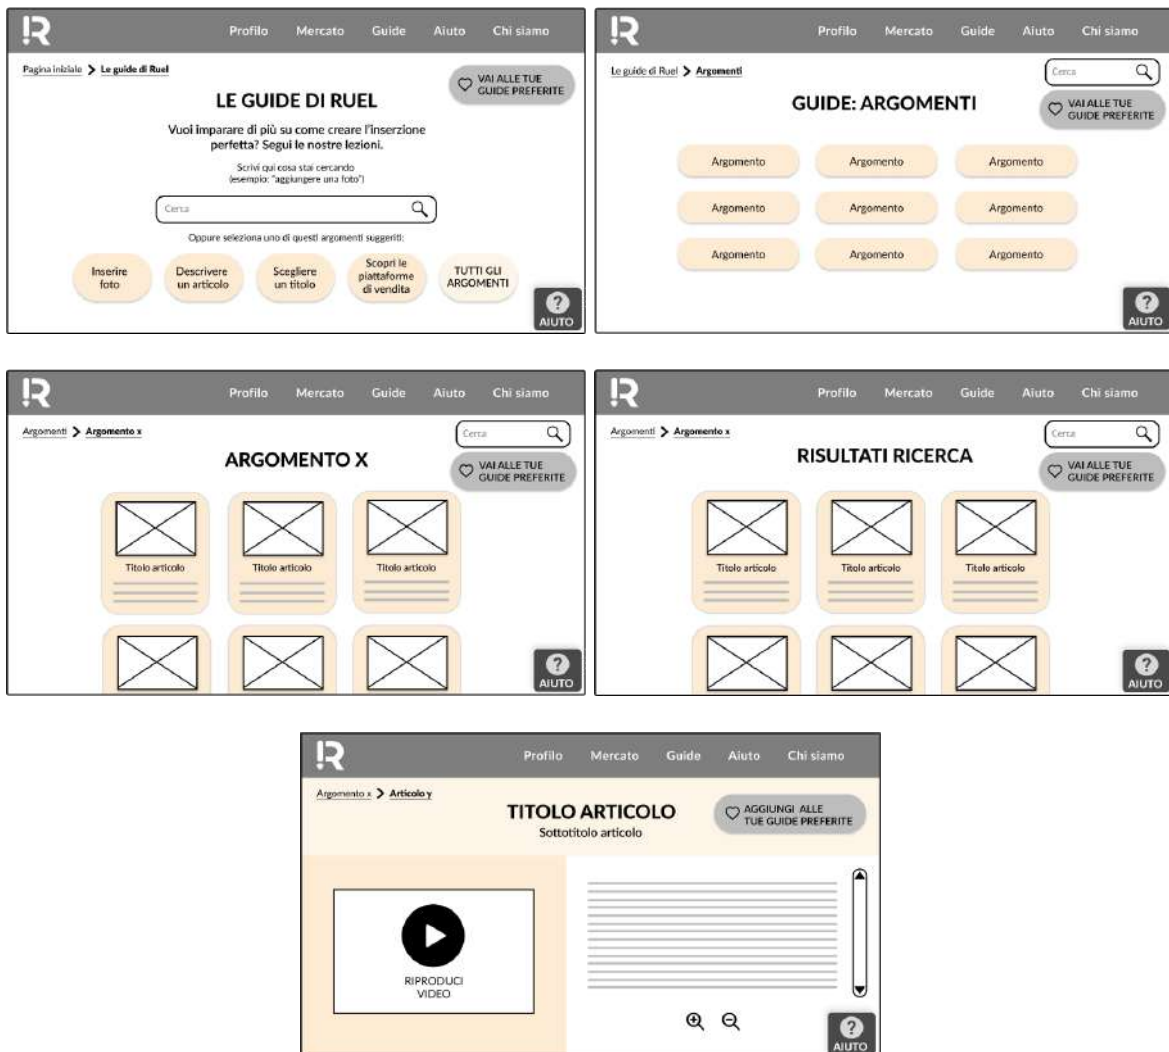 R
Profilo Mercato Guide Aiuto Chi siamo
Pagina iniziale > Le guide di Ruel
VAI ALLE TUE
GUIDE PREFERITE
LE GUIDE DI RUEL
Vuoi imparare di più su come creare l'inserzione
perfetta? Segui le nostre lezioni.
Scrivi qui cosa stai cercando
(esempio: "aggiungere una foto")
Cerca
Oppure seleziona uno di questi argomenti suggeriti:
Inserire
foto
Descrivere
un articolo
Scegliere
un titolo
Scopri le
piattaforme
di vendita
TUTTI GLI
ARGOMENTI
?
AIUTO
R
Profilo Mercato Guide Aiuto Chi siamo
Le guide di Ruel > Argomenti
Cerca
VAI ALLE TUE
GUIDE PREFERITE
GUIDE: ARGOMENTI
Argomento Argomento Argomento
Argomento Argomento Argomento
Argomento Argomento Argomento
?
AIUTO
R
Profilo Mercato Guide Aiuto Chi siamo
Argomenti > Argomento x
Cerca
VAI ALLE TUE
GUIDE PREFERITE
ARGOMENTO X
Titolo articolo Titolo articolo Titolo articolo
?
AIUTO
R
Profilo Mercato Guide Aiuto Chi siamo
Argomenti > Argomento x
Cerca
VAI ALLE TUE
GUIDE PREFERITE
RISULTATI RICERCA
Titolo articolo Titolo articolo Titolo articolo
?
AIUTO
R
Profilo Mercato Guide Aiuto Chi siamo
Argomento x > Articolo y
TITOLO ARTICOLO
Sottotitolo articolo
AGGIUNGI ALLE
TUE GUIDE PREFERITE
RIPRODUCI
VIDEO
?
AIUTO